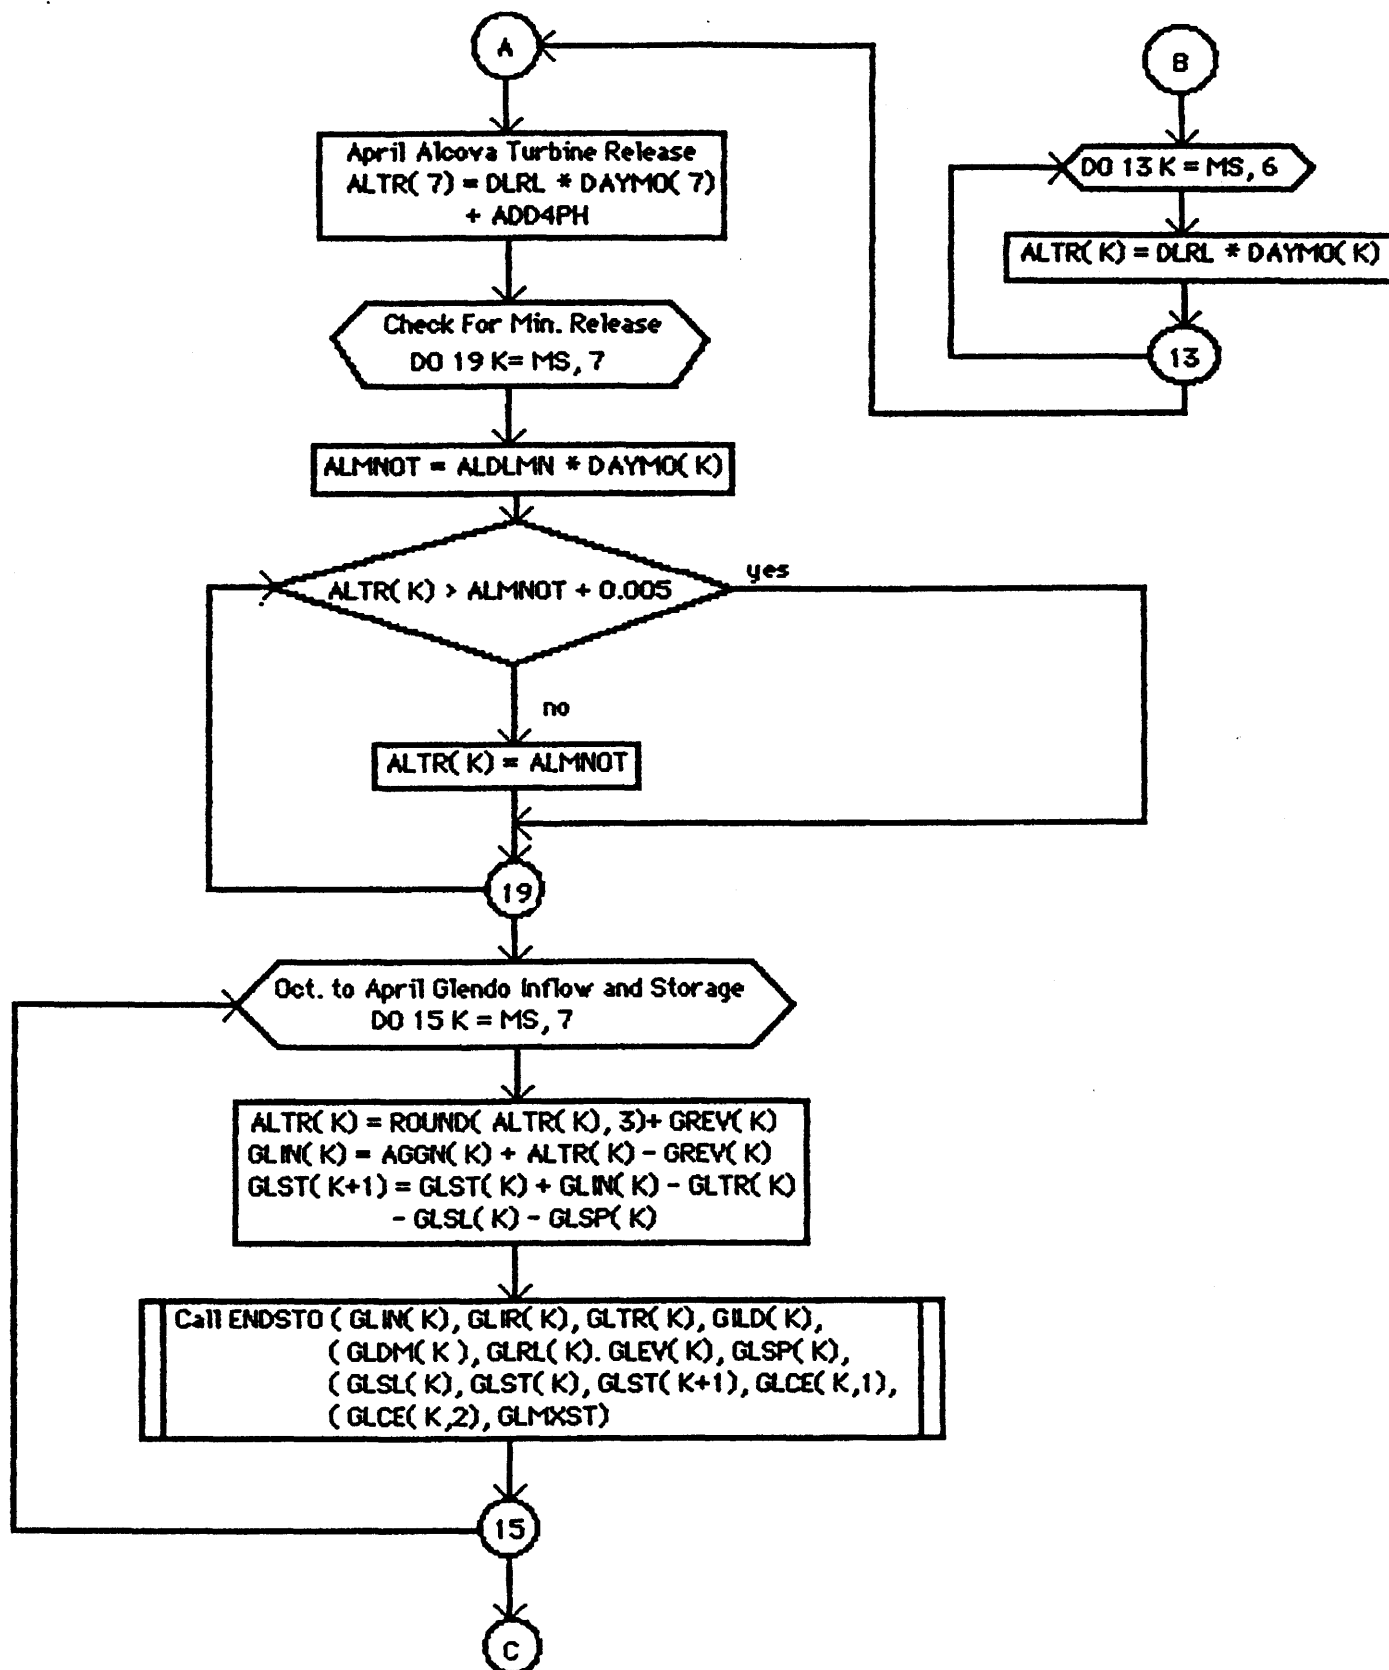 A
B
April Alcova Turbine Release
ALTR( 7) = DLRL * DAYMO( 7)
+ ADD4PH
DO 13 K = MS, 6
ALTR( K) = DLRL * DAYMO( K)
13
Check For Min. Release
DO 19 K= MS, 7
ALMNOT = ALDLMN * DAYMO( K)
ALTR( K) > ALMNOT + 0.005
yes
no
ALTR( K) = ALMNOT
19
Oct. to April Glendo Inflow and Storage
DO 15 K = MS, 7
ALTR( K) = ROUND( ALTR( K), 3)+ GREV( K)
GLIN( K) = AGGN( K) + ALTR( K) - GREV( K)
GLST( K+1) = GLST( K) + GLIN( K) - GLTR( K)
- GLSL( K) - GLSP( K)
Call ENDSTO ( GLIN( K), GLIR( K), GLTR( K), GILD( K),
( GLDM( K ), GLRL( K). GLEV( K), GLSP( K),
( GLSL( K), GLST( K), GLST( K+1), GLCE( K,1),
( GLCE( K,2), GLMXST)
15
C